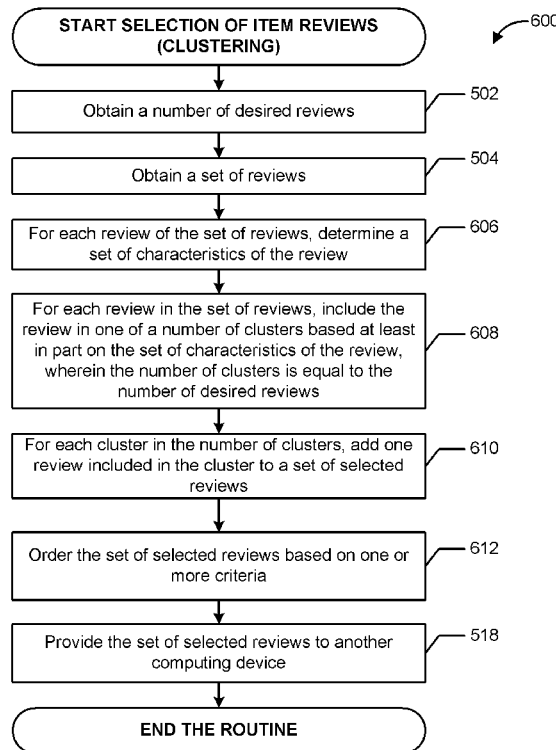 START SELECTION OF ITEM REVIEWS
(CLUSTERING)
600
Obtain a number of desired reviews
502
Obtain a set of reviews
504
For each review of the set of reviews, determine a
set of characteristics of the review
606
For each review in the set of reviews, include the
review in one of a number of clusters based at least
in part on the set of characteristics of the review,
wherein the number of clusters is equal to the
number of desired reviews
608
For each cluster in the number of clusters, add one
review included in the cluster to a set of selected
reviews
610
Order the set of selected reviews based on one or
more criteria
612
Provide the set of selected reviews to another
computing device
518
END THE ROUTINE